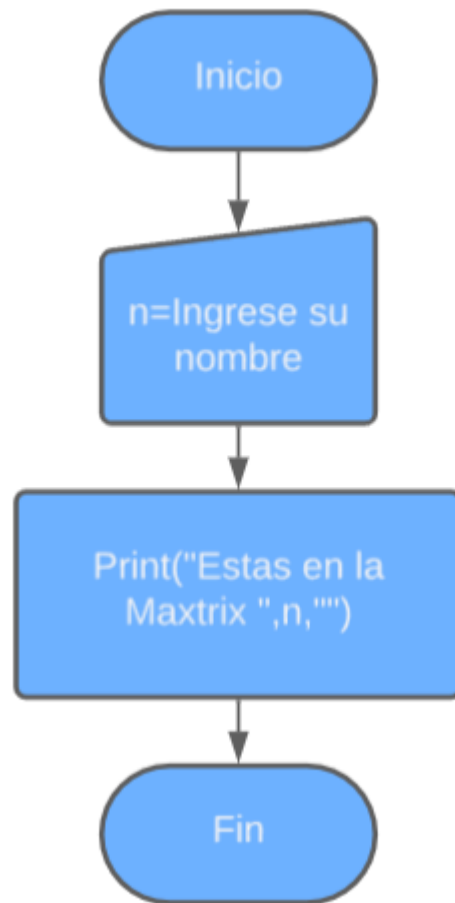 Inicio
n=Ingrese su
nombre
Print("Estas en la
Maxtrix ",n,"")
Fin